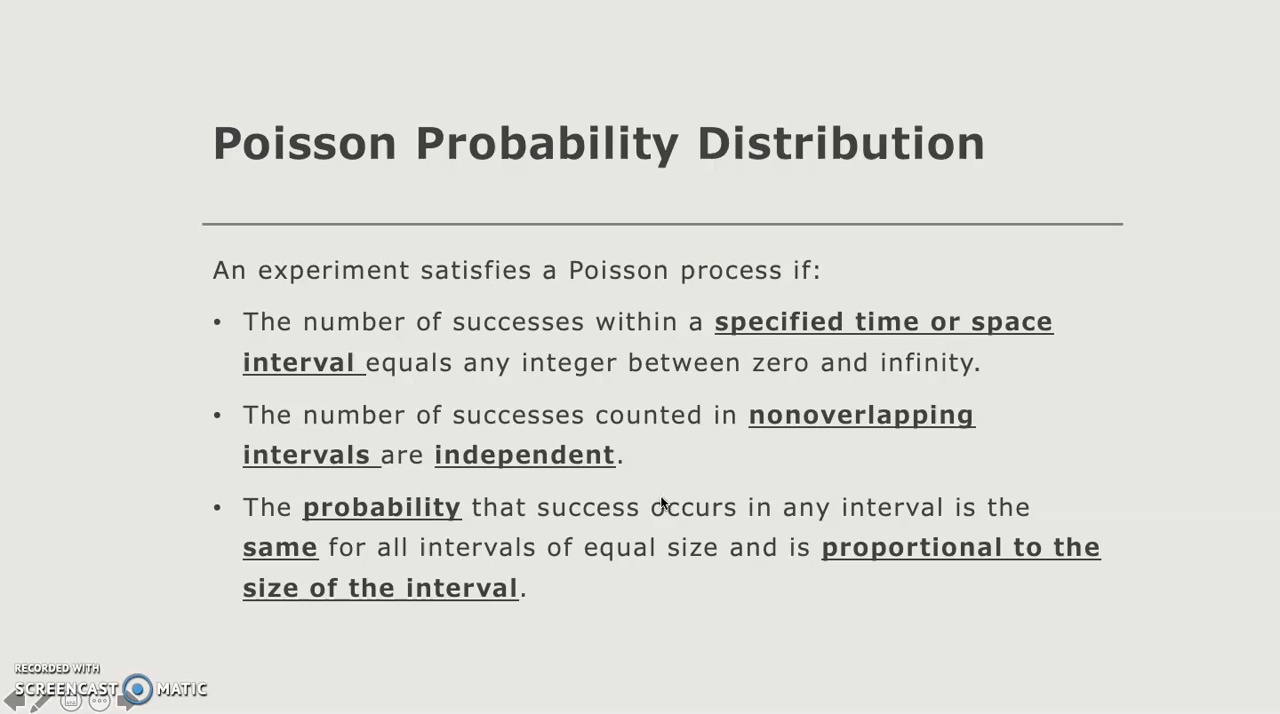 Poisson Probability Distribution
An experiment satisfies a Poisson process if:
• The number of successes within a specified time or space
interval equals any integer between zero and infinity.
• The number of successes counted in nonoverlapping
intervals are independent.
• The probability that success occurs in any interval is the
same for all intervals of equal size and is proportional to the
size of the interval.
RECORDED WITH
SCREENCAST MATIC